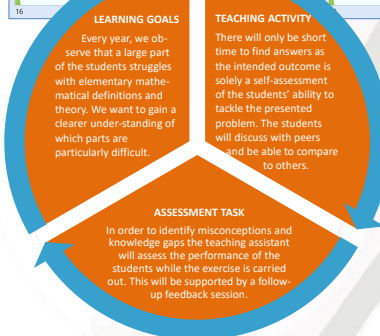 16
LEARNING GOALS
Every year, we ob-
serve that a large part
of the students struggles
with elementary mathe-
matical definitions and
theory. We want to gain a
clearer under-standing of
which parts are
particularly difficult.
TEACHING ACTIVITY
There will only be short
time to find answers as
the intended outcome is
solely a self-assessment
of the students’ ability to
tackle the presented
problem. The students
will discuss with peers
and be able to compare
to others.
ASSESSMENT TASK
In order to identify misconceptions and
knowledge gaps the teaching assistant
will assess the performance of the
students while the exercise is carried
out. This will be supported by a follow-
up feedback session.